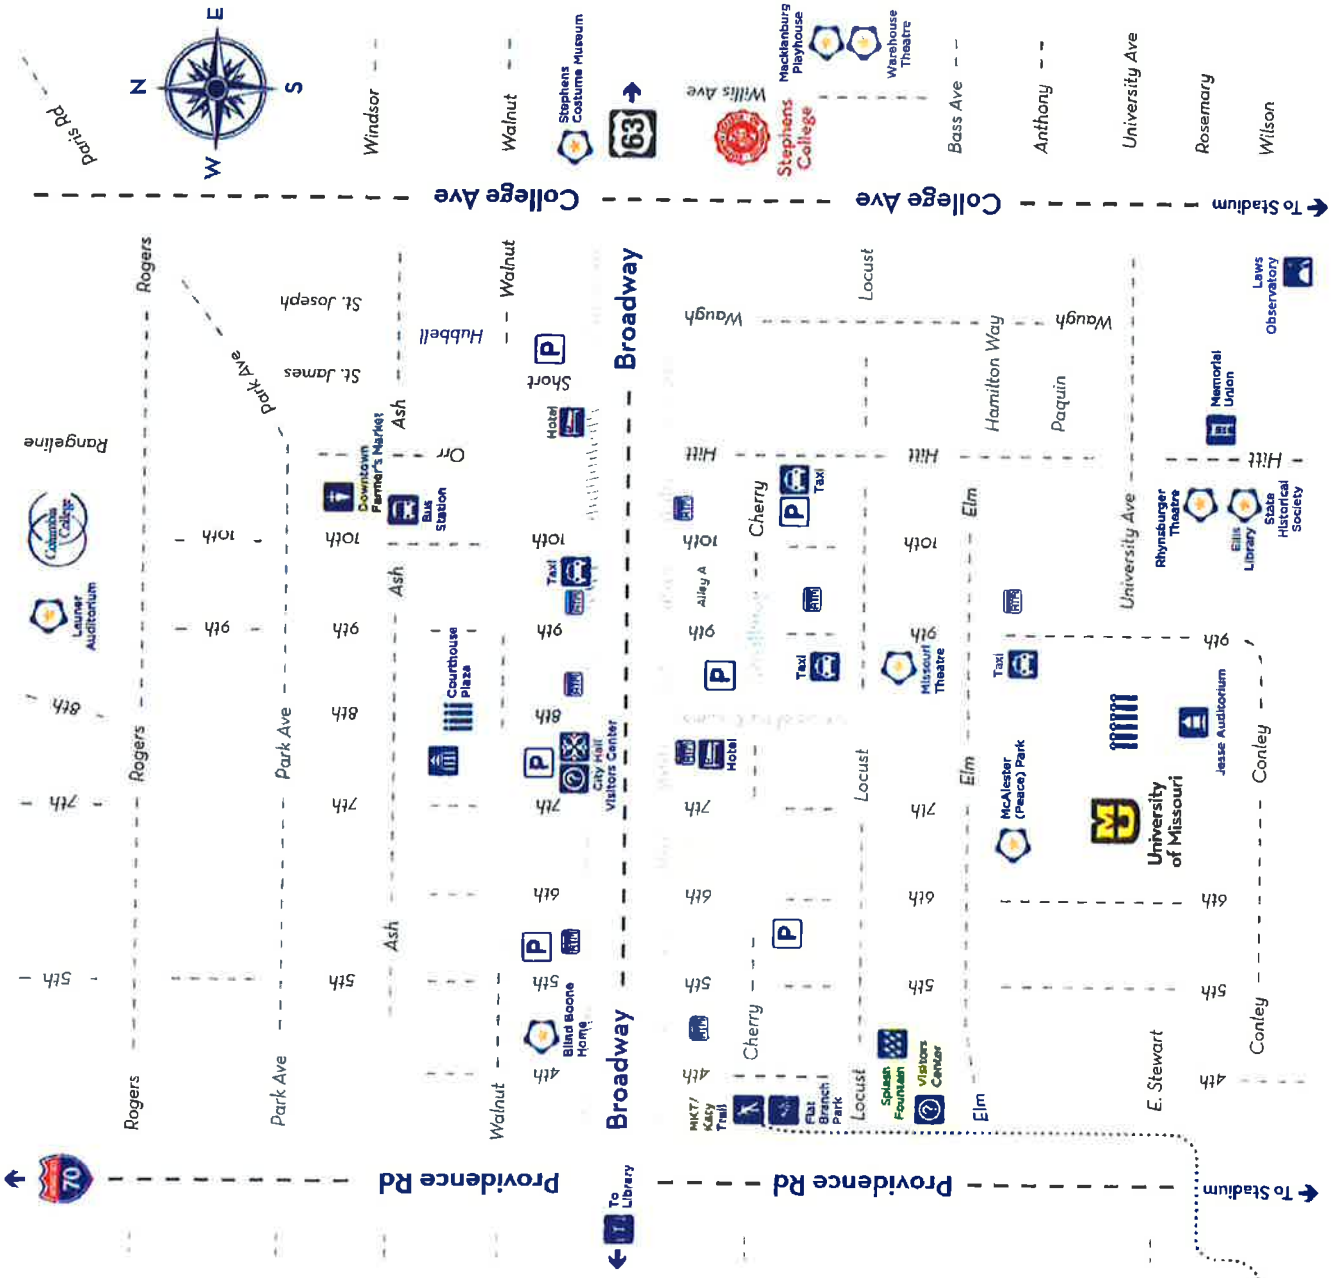 70
Launer
Auditorium
Columbia
College
Rangeline
Paris Rd
5th
7th
8th
Rogers
Rogers
Rogers
N
W
E
S
9th
10th
Park Ave
Park Ave
Park Ave
5th
7th
8th
9th
10th
Downtown
Farmer's Market
St. James
St. Joseph
Windsor
Ash
Ash
Ash
Bus
Station
Orr
Hubbell
Courthouse
Plaza
Walnut
Walnut
Walnut
Providence Rd
College Ave
4th
5th
6th
7th
8th
9th
10th
Short
P
P
P
Blind Boone
Home
ATM
City Hall
Visitors Center
ATM
ATM
Taxi
Hotel
Stephens
Costume Museum
To
Library
Broadway
Broadway
63
4th
5th
6th
7th
9th
Alley A
10th
Hitt
Waugh
Willis Ave
MKT/
Katy
Trail
ATM
ATM
Hotel
P
ATM
Cherry
Cherry
Flat
Branch
Park
P
Taxi
ATM
P
Taxi
Stephens
College
Macklanburg
Playhouse
Warehouse
Theatre
Locust
Locust
Locust
Providence Rd
College Ave
Splash
Fountain
Visitors
Center
5th
6th
7th
9th
10th
Hitt
Missouri
Theatre
Bass Ave
Elm
Elm
Elm
Hamilton Way
McAlester
(Peace) Park
Taxi
ATM
Paquin
Waugh
Anthony
University
of Missouri
University Ave
University Ave
E. Stewart
Jesse Auditorium
Rhynsburger
Theatre
Memorial
Union
Rosemary
4th
5th
6th
9th
Ellis
Library
State
Historical
Society
Hitt
Laws
Observatory
Wilson
Conley
Conley
To Stadium
To Stadium